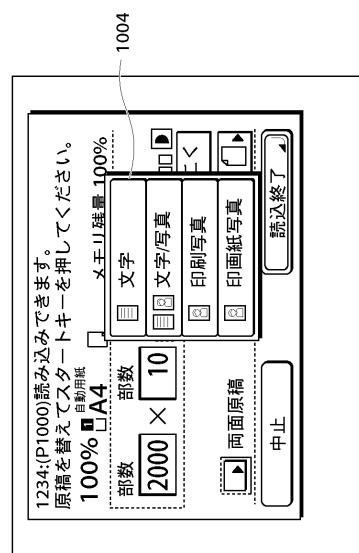 1004
1234:(P1000)読み込みできます。
原稿を替えてスタートキーを押してください。
100% 1 自動用紙
A4
メモリ残量 100%
部数 部数
2000 × 10
文字
文字/写真
印刷写真
印画紙写真
く
両面原稿
中止
読込終了